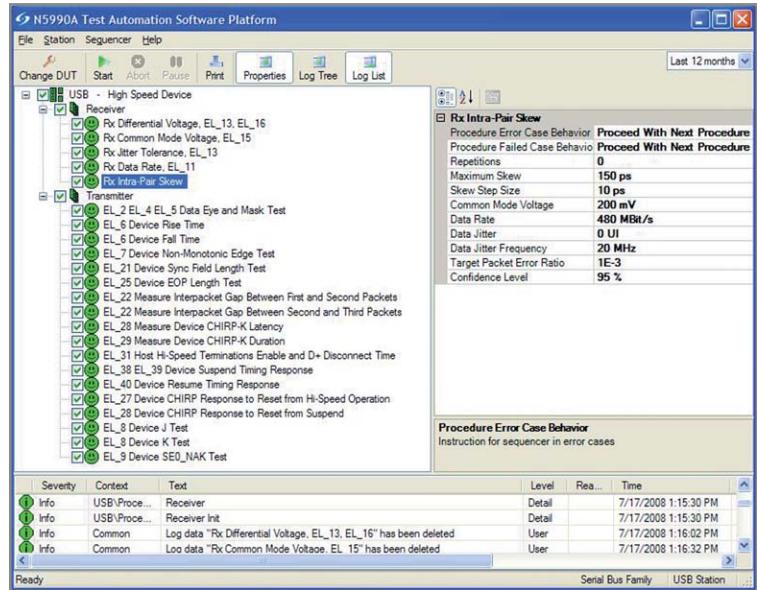 N5990A Test Automation Software Platform
File Station Sequencer Help
Change DUT Start Abort Pause Print Properties Log Tree Log List
Last 12 months
USB - High Speed Device
Receiver
Rx Differential Voltage, EL_13, EL_16
Rx Common Mode Voltage, EL_15
Rx Jitter Tolerance, EL_13
Rx Data Rate, EL_11
Rx Intra-Pair Skew
Transmitter
EL_2 EL_4 EL_5 Data Eye and Mask Test
EL_6 Device Rise Time
EL_6 Device Fall Time
EL_7 Device Non-Monotonic Edge Test
EL_21 Device Sync Field Length Test
EL_25 Device EOP Length Test
EL_22 Measure Interpacket Gap Between First and Second Packets
EL_22 Measure Interpacket Gap Between Second and Third Packets
EL_28 Measure Device CHIRP-K Latency
EL_29 Measure Device CHIRP-K Duration
EL_31 Host Hi-Speed Terminations Enable and D+ Disconnect Time
EL_38 EL_39 Device Suspend Timing Response
EL_40 Device Resume Timing Response
EL_27 Device CHIRP Response to Reset from Hi-Speed Operation
EL_28 Device CHIRP Response to Reset from Suspend
EL_8 Device J Test
EL_8 Device K Test
EL_9 Device SE0_NAK Test
Rx Intra-Pair Skew
Procedure Error Case Behavior Proceed With Next Procedure
Procedure Failed Case Behavio Proceed With Next Procedure
Repetitions 0
Maximum Skew 150 ps
Skew Step Size 10 ps
Common Mode Voltage 200 mV
Data Rate 480 MBit/s
Data Jitter 0 UI
Data Jitter Frequency 20 MHz
Target Packet Error Ratio 1E-3
Confidence Level 95 %
Procedure Error Case Behavior
Instruction for sequencer in error cases
Severity Context Text Level Rea... Time
Info USB\Proce... Receiver Detail 7/17/2008 1:15:30 PM
Info USB\Proce... Receiver Init Detail 7/17/2008 1:15:30 PM
Info Common Log data "Rx Differential Voltage, EL_13, EL_16" has been deleted User 7/17/2008 1:16:02 PM
Info Common Log data "Rx Common Mode Voltage, EL_15" has been deleted User 7/17/2008 1:16:32 PM
Ready Serial Bus Family USB Station